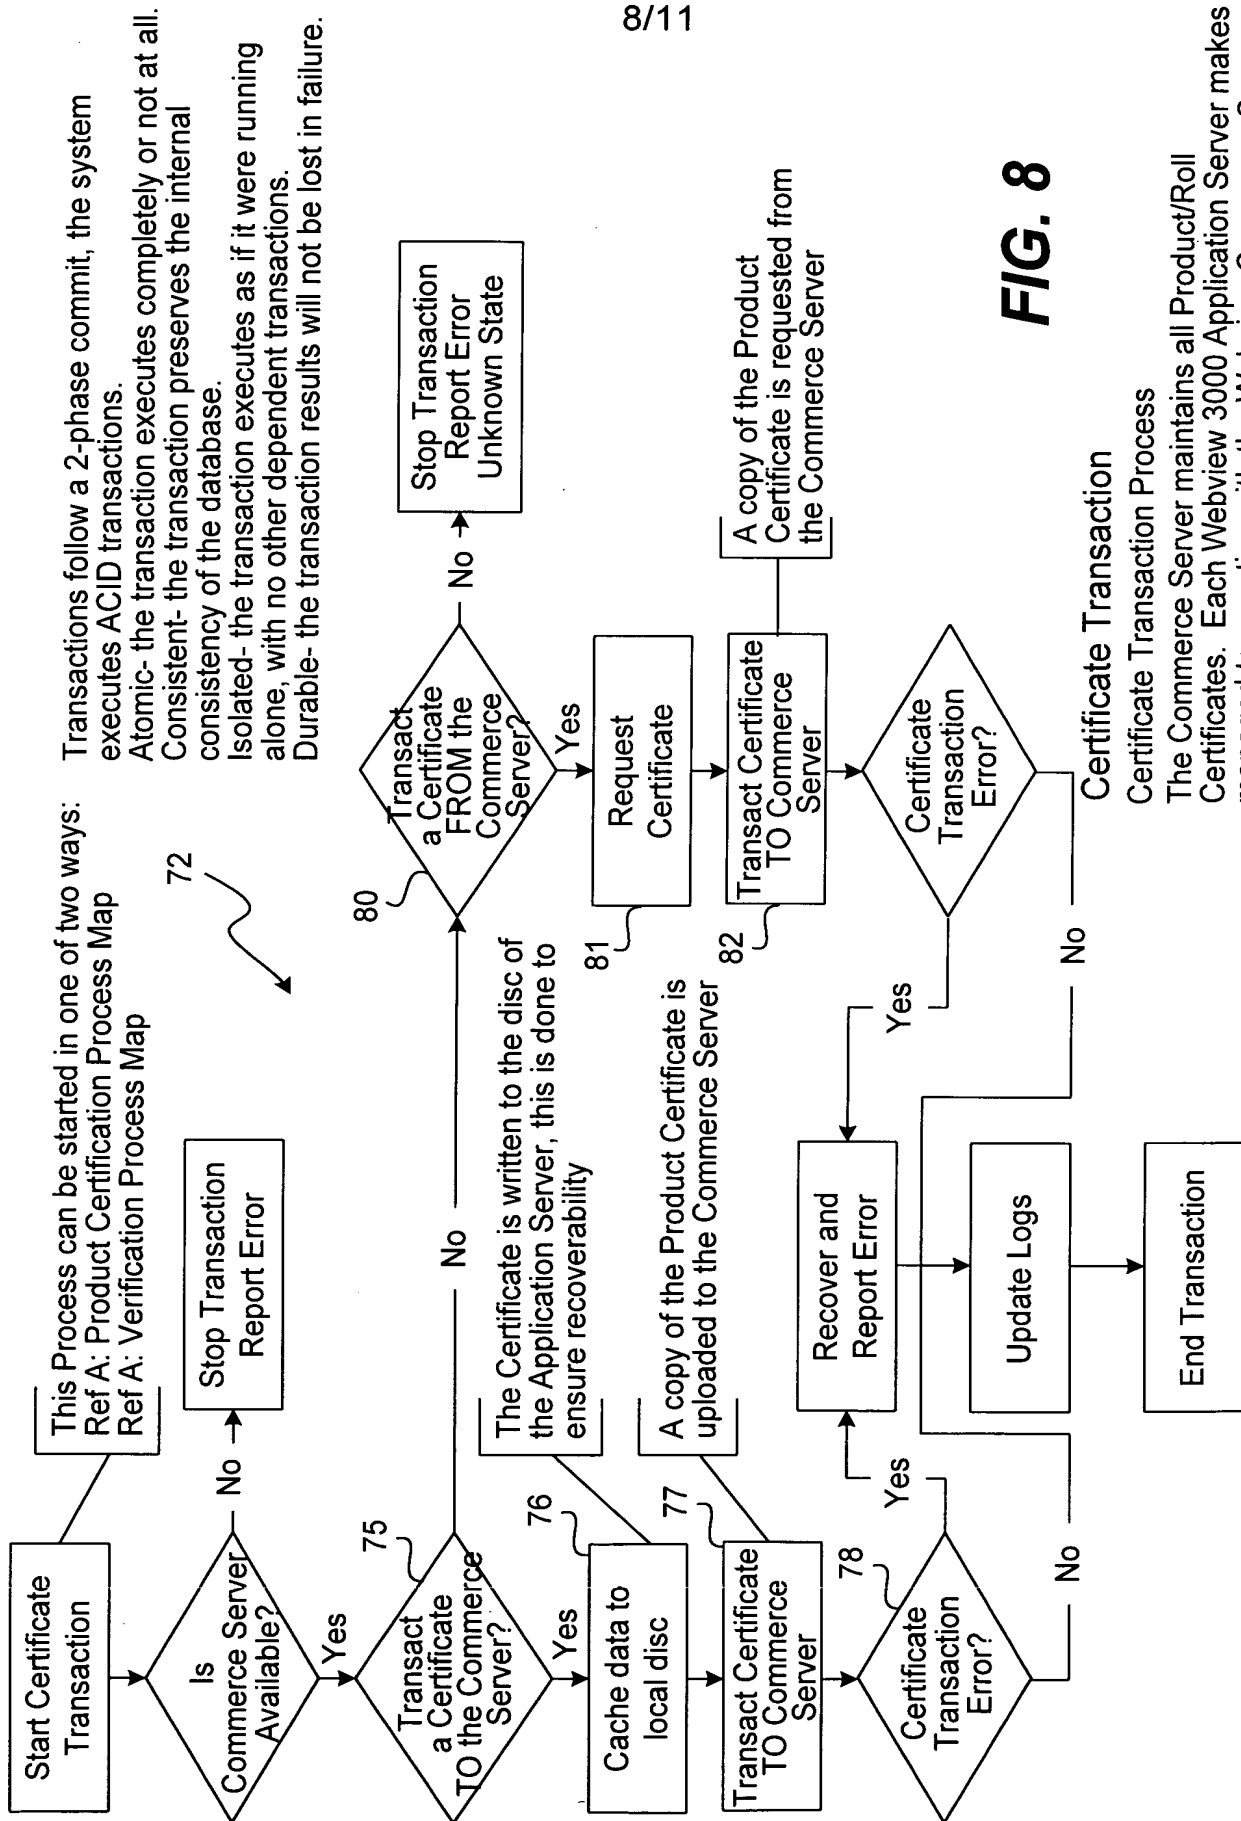 8/11
This Process can be started in one of two ways:
Ref A: Product Certification Process Map
Ref A: Verification Process Map
Transactions follow a 2-phase commit, the system
executes ACID transactions.
Atomic- the transaction executes completely or not at all.
Consistent- the transaction preserves the internal
consistency of the database.
Isolated- the transaction executes as if it were running
alone, with no other dependent transactions.
Durable- the transaction results will not be lost in failure.
72
Start Certificate
Transaction
Is
Commerce Server
Available?
No
Stop Transaction
Report Error
Yes
75
Transact
a Certificate
TO the Commerce
Server?
No
Yes
76
Cache data to
local disc
The Certificate is written to the disc of
the Application Server, this is done to
ensure recoverability
77
Transact Certificate
TO Commerce
Server
A copy of the Product Certificate is
uploaded to the Commerce Server
78
Certificate
Transaction
Error?
Yes
No
80
Transact
a Certificate
FROM the
Commerce
Server?
No
Stop Transaction
Report Error
Unknown State
Yes
81
Request
Certificate
82
Transact Certificate
TO Commerce
Server
A copy of the Product
Certificate is requested from
the Commerce Server
Certificate
Transaction
Error?
Yes
No
Recover and
Report Error
Update Logs
End Transaction
FIG. 8
Certificate Transaction
Certificate Transaction Process
The Commerce Server maintains all Product/Roll
Certificates. Each Webview 3000 Application Server makes